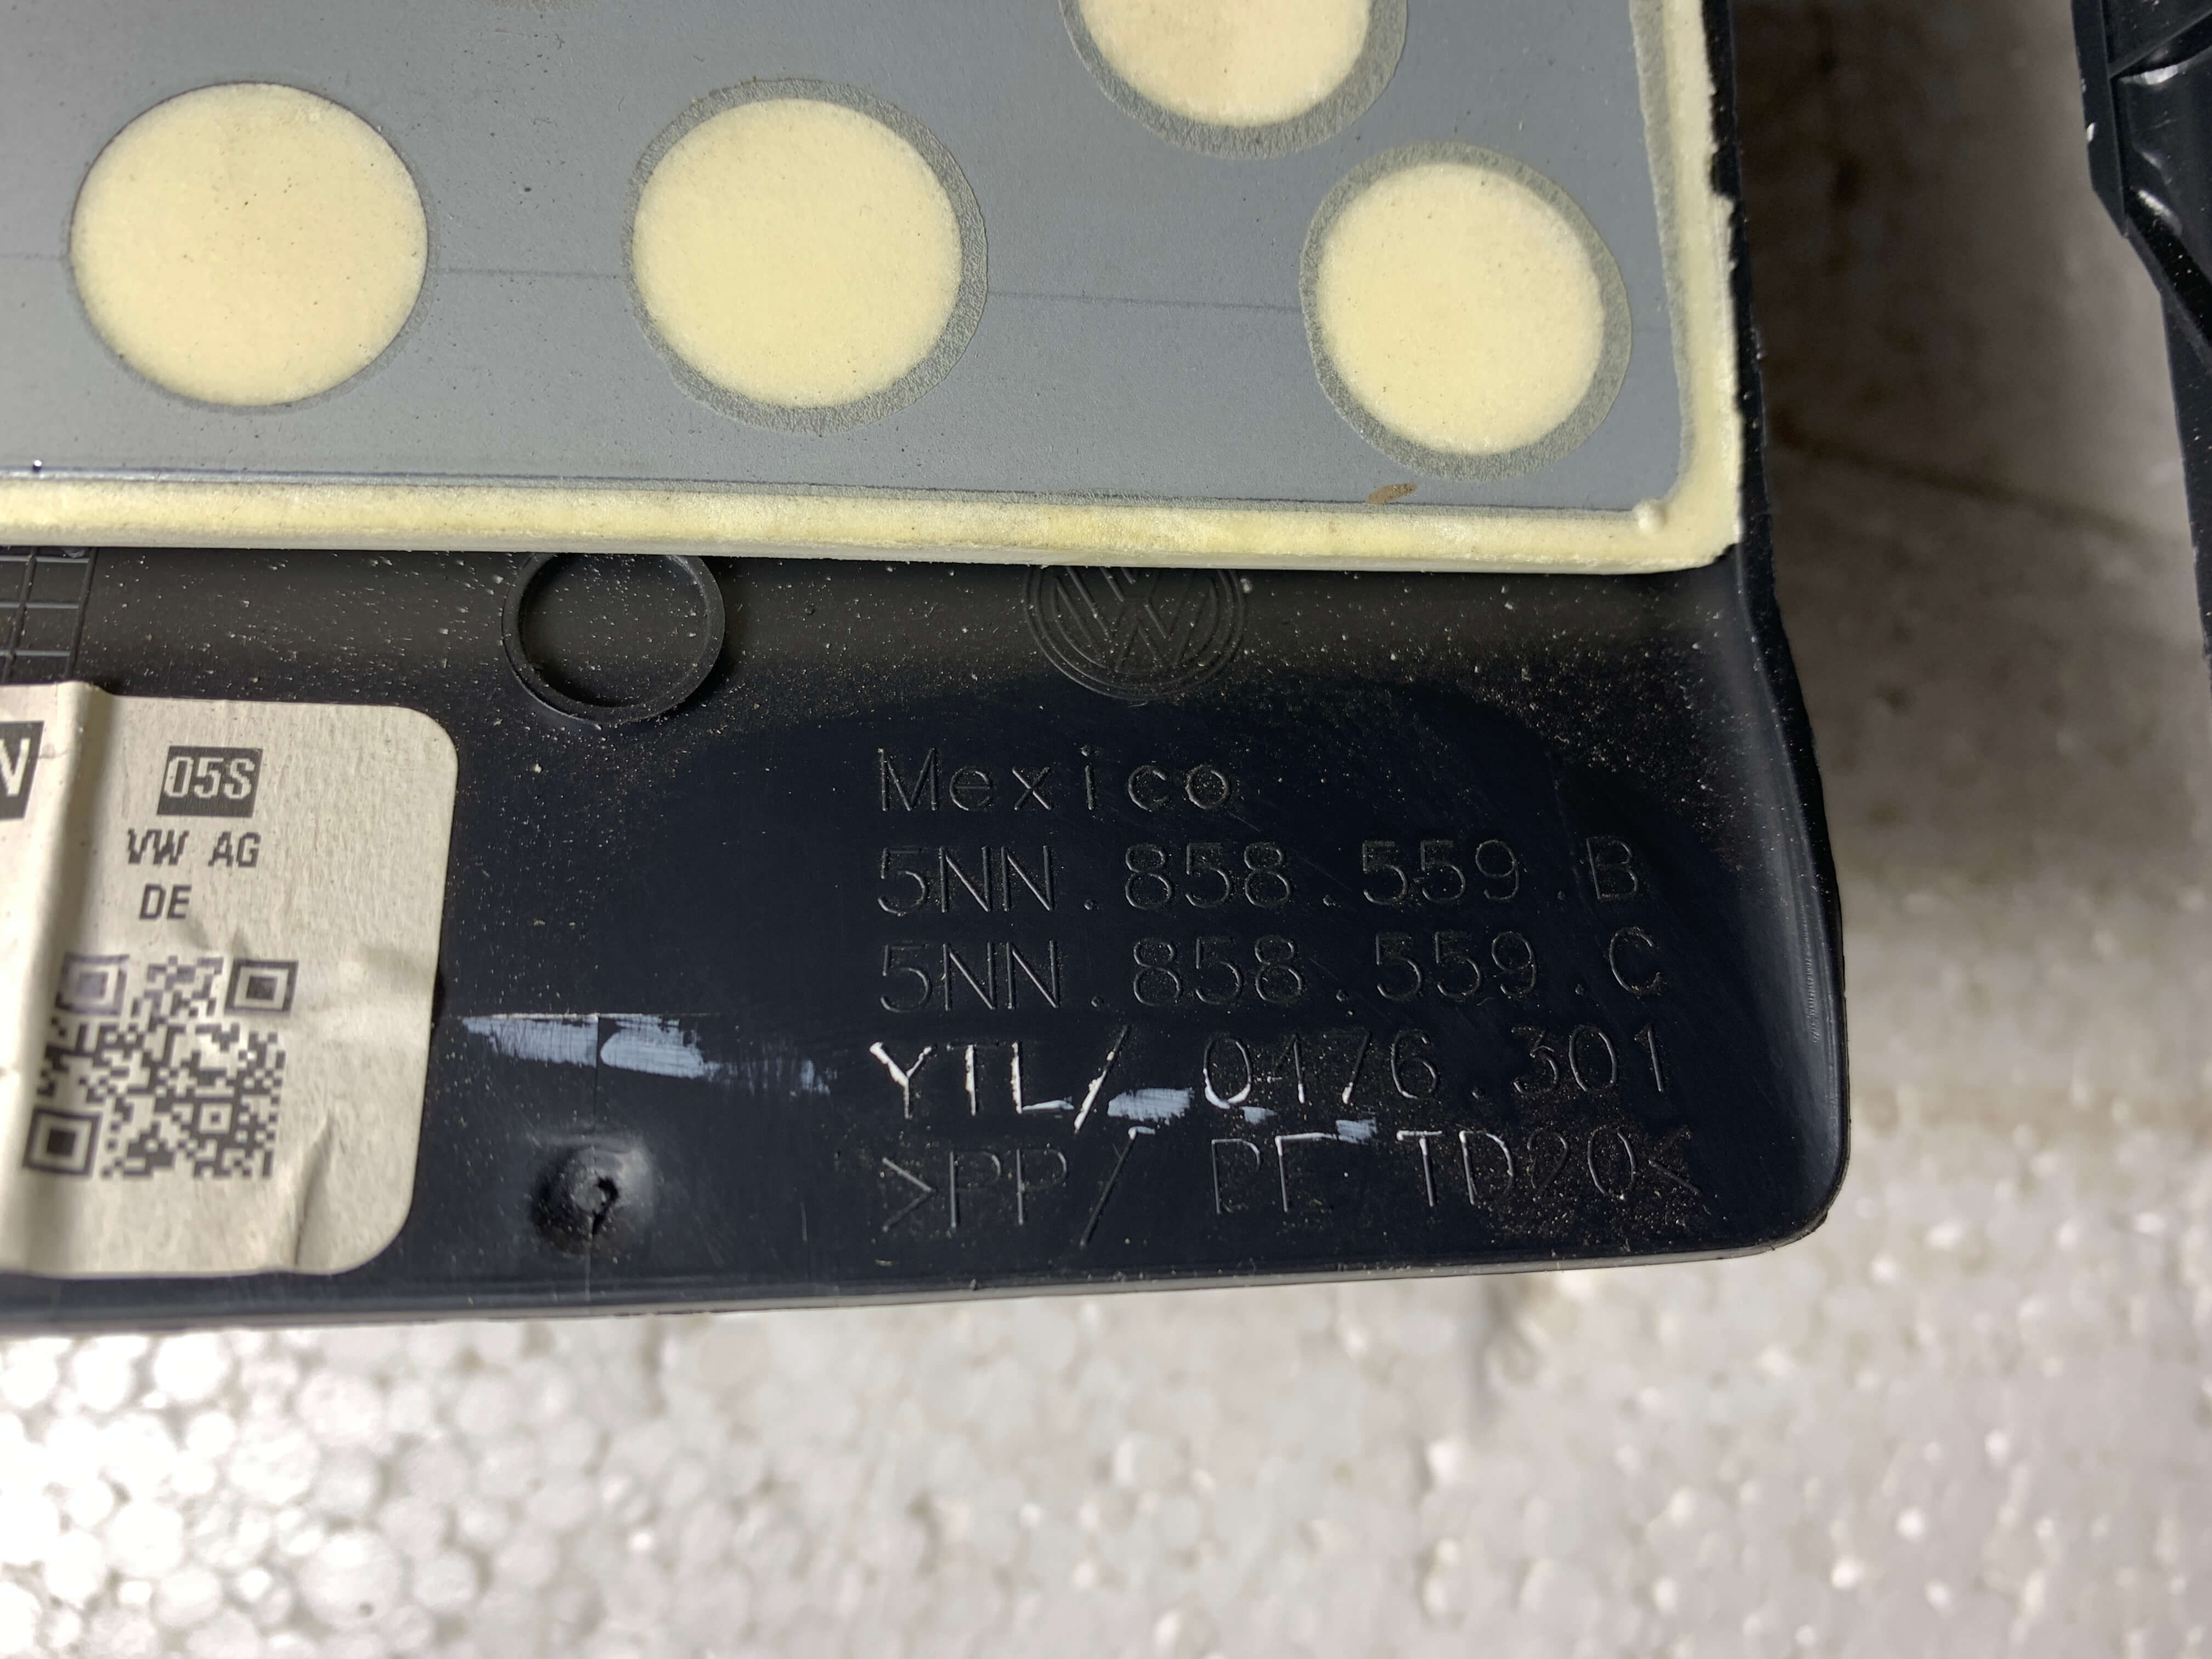 N
05S
VW AG
DE
Mexico
5NN.858.559.B
5NN.858.559.C
YTL/ 0476.301
>PP/ PE TD20<